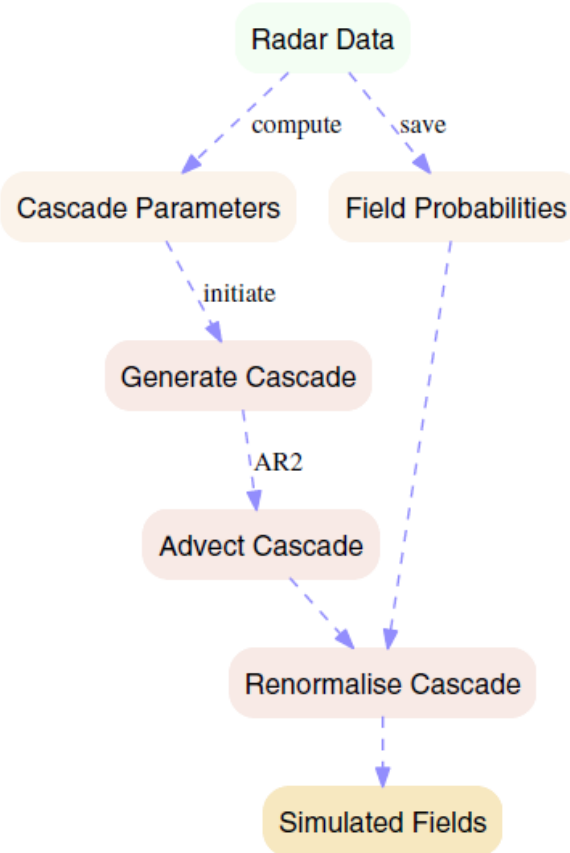 Radar Data
compute
save
Cascade Parameters
Field Probabilities
initiate
Generate Cascade
AR2
Advect Cascade
Renormalise Cascade
Simulated Fields